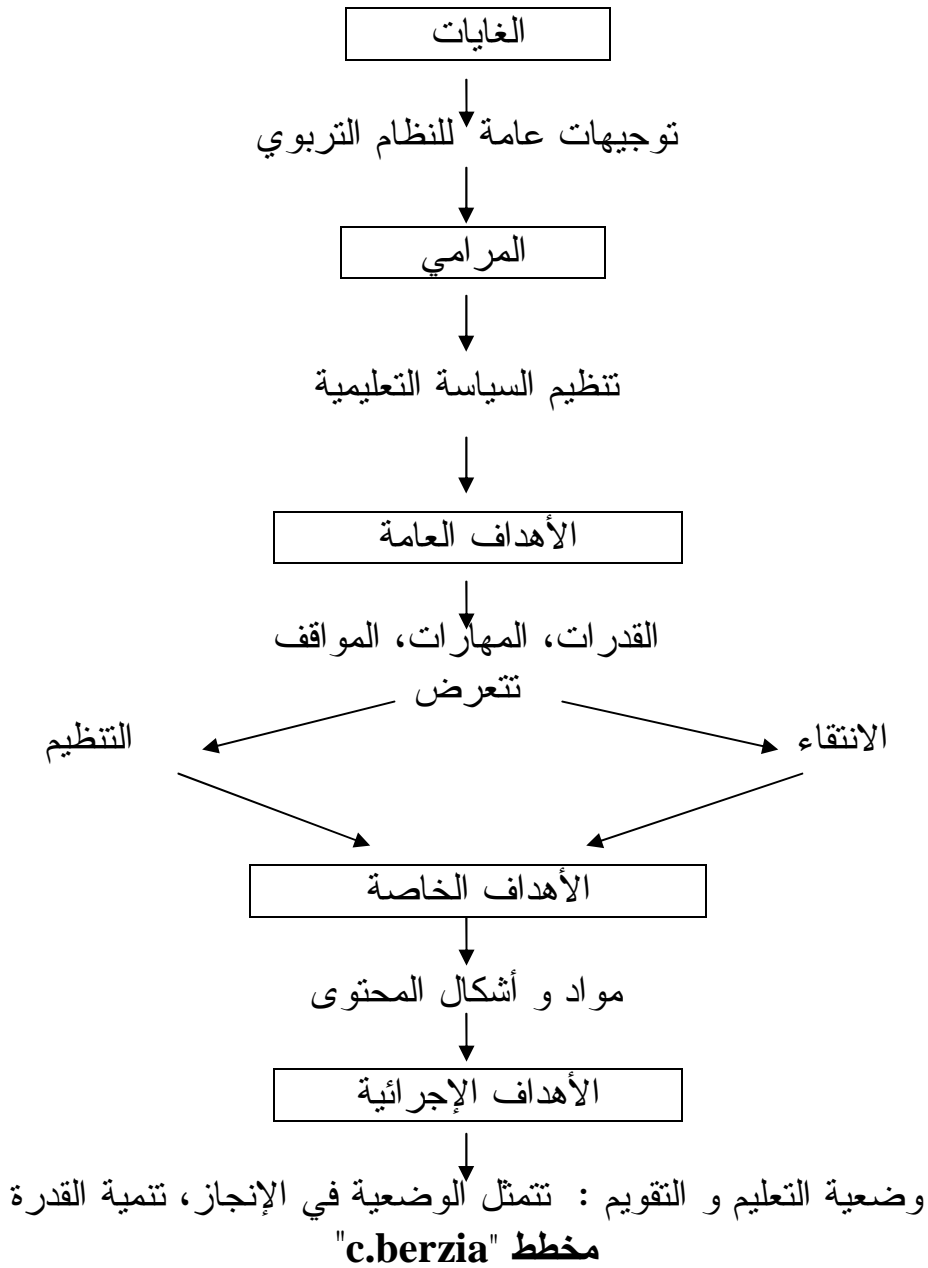 الغايات
توجيهات عامة للنظام التربوي
المرامي
تنظيم السياسة التعليمية
الأهداف العامة
القدرات، المهارات، المواقف
تتعرض
الانتقاء
التنظيم
الأهداف الخاصة
مواد و أشكال المحتوى
الأهداف الإجرائية
وضعية التعليم و التقويم : تتمثل الوضعية في الإنجاز، تنمية القدرة
مخطط "c.berzia"